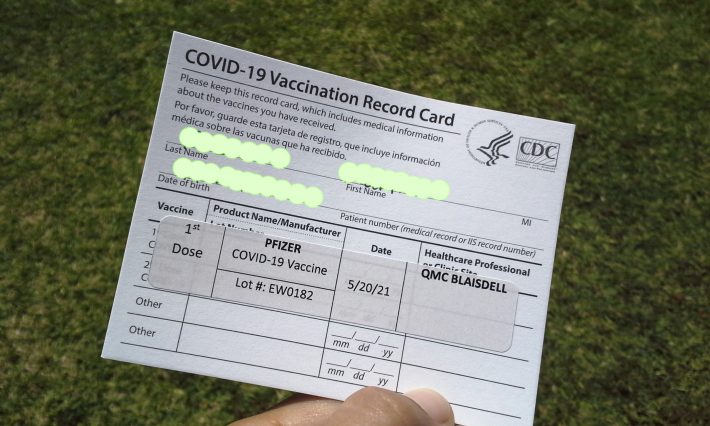 COVID-19 Vaccination Record Card
Please keep this record card, which includes medical information
about the vaccines you have received.
Por favor, guarde esta tarjeta de registro, que incluye información
médica sobre las vacunas que ha recibido.
CDC
Last Name
First Name
MI
Date of birth
Patient number (medical record or IIS record number)
Vaccine
Product Name/Manufacturer
Date
Healthcare Professional
1st
Dose
PFIZER
COVID-19 Vaccine
Lot #: EW0182
5/20/21
QMC BLAISDELL
Other
mm dd yy
Other
mm dd yy